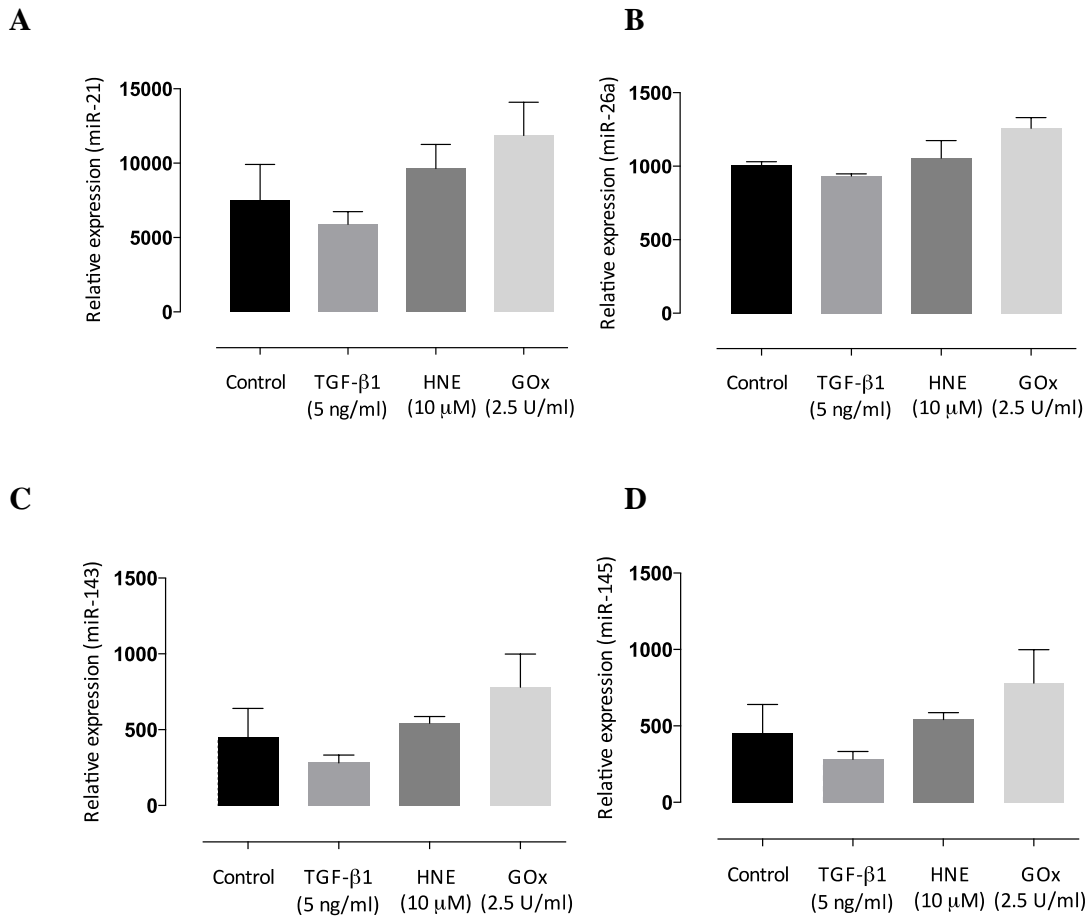 A
Relative expression (miR-21)
15000
10000
5000
0
Control
TGF-β1
(5 ng/ml)
HNE
(10 μM)
GOx
(2.5 U/ml)
B
Relative expression (miR-26a)
1500
1000
500
0
Control
TGF-β1
(5 ng/ml)
HNE
(10 μM)
GOx
(2.5 U/ml)
C
Relative expression (miR-143)
1500
1000
500
0
Control
TGF-β1
(5 ng/ml)
HNE
(10 μM)
GOx
(2.5 U/ml)
D
Relative expression (miR-145)
1500
1000
500
0
Control
TGF-β1
(5 ng/ml)
HNE
(10 μM)
GOx
(2.5 U/ml)